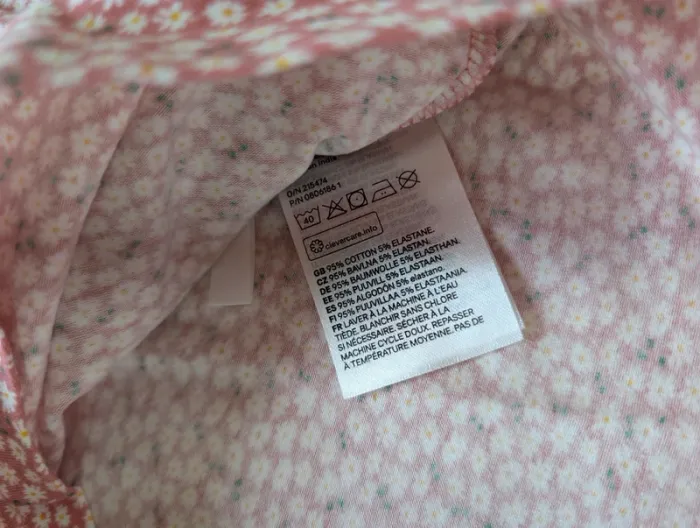 O/N 215474
P/N 0506186 1
40
clevercare.info
GB 95% COTTON 5% ELASTANE.
CZ 95% BAVLNA 5% ELASTAN.
DE 95% BAUMWOLLE 5% ELASTHAN.
EE 95% PUUVILL 5% ELASTAAN.
ES 95% ALGODÓN 5% elastano.
FI 95% PUUVILLAA 5% ELASTAANIA
FR LAVER À LA MACHINE À L'EAU
TIÈDE. BLANCHIR SANS CHLORE
SI NÉCESSAIRE. SÉCHER À LA
MACHINE CYCLE DOUX. REPASSER
À TEMPÉRATURE MOYENNE. PAS DE